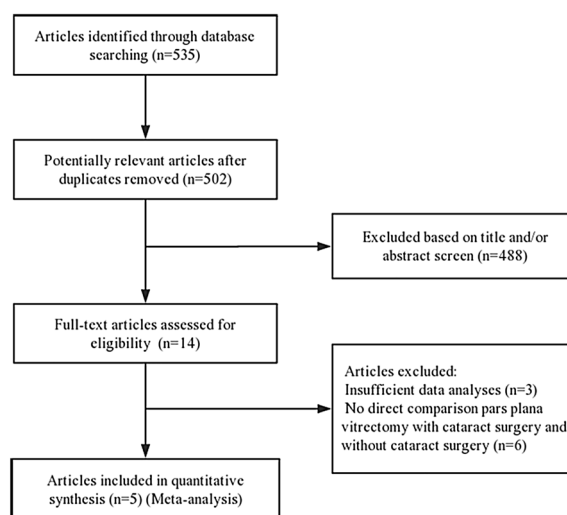 Articles identified through database
searching (n=535)
Potentially relevant articles after
duplicates removed (n=502)
Excluded based on title and/or
abstract screen (n=488)
Full-text articles assessed for
eligibility (n=14)
Articles excluded:
Insufficient data analyses (n=3)
No direct comparison pars plana
vitrectomy with cataract surgery and
without cataract surgery (n=6)
Articles included in quantitative
synthesis (n=5) (Meta-analysis)